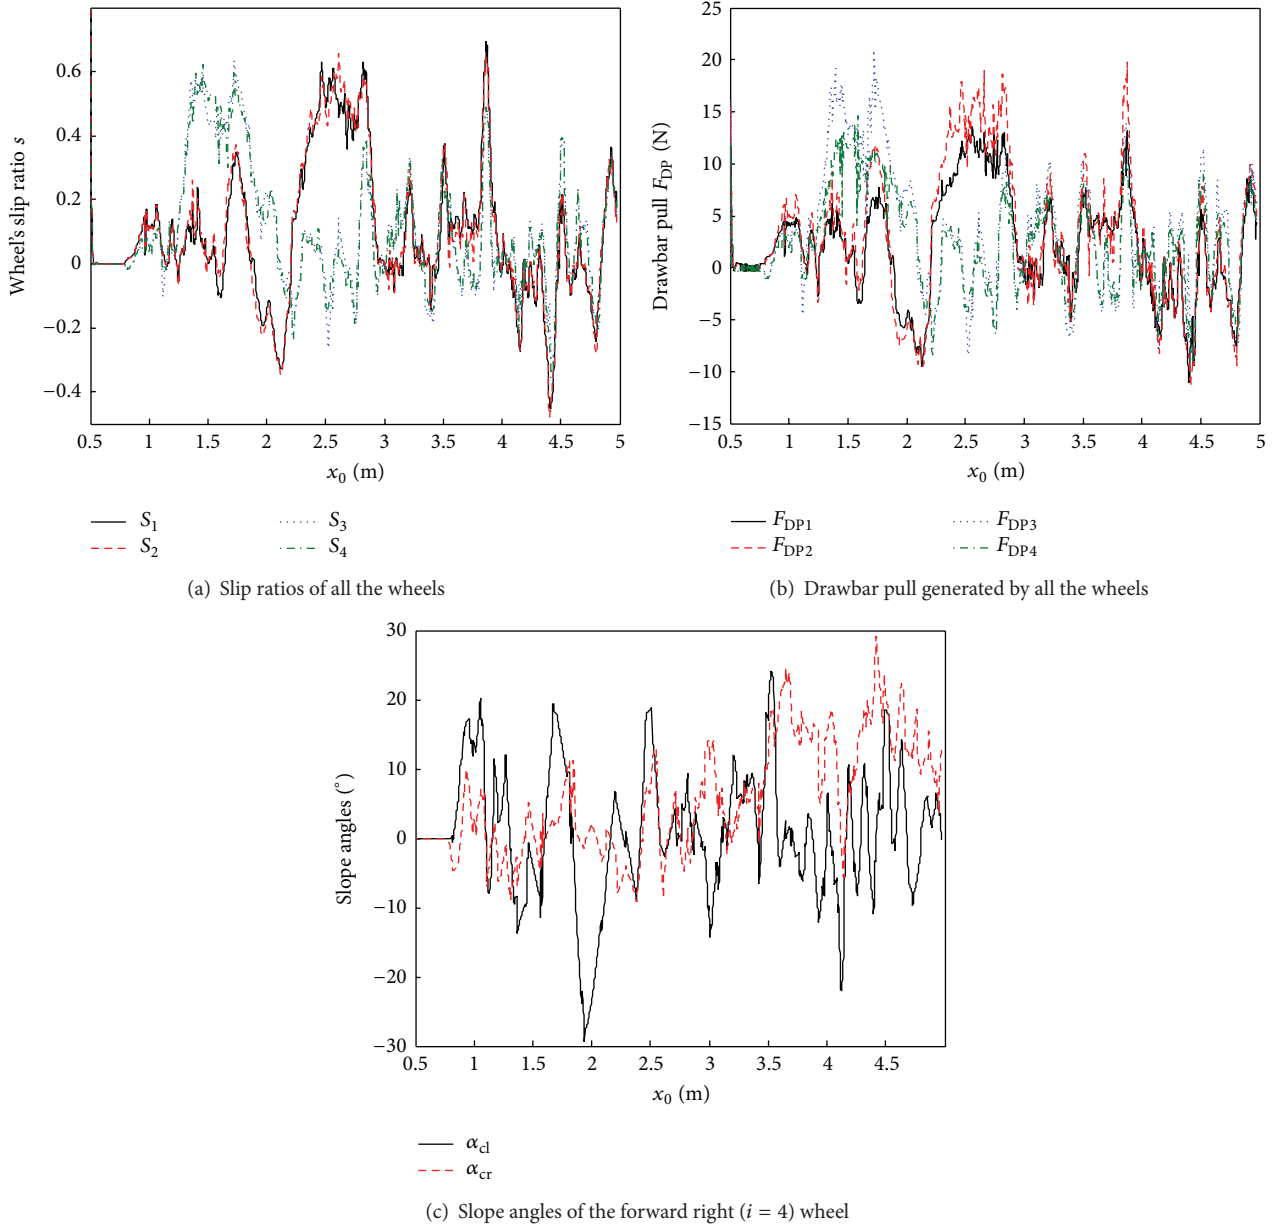 0.6
0.4
0.2
0
−0.2
−0.4
Wheel's slip ratio s
0.5 1 1.5 2 2.5 3 3.5 4 4.5 5
x0 (m)
S1 S3
S2 S4
(a) Slip ratios of all the wheels
25
20
15
10
5
0
−5
−10
−15
Drawbar pull FDP (N)
0.5 1 1.5 2 2.5 3 3.5 4 4.5 5
x0 (m)
FDP1 FDP3
FDP2 FDP4
(b) Drawbar pull generated by all the wheels
30
20
10
0
−10
−20
−30
Slope angles (°)
0.5 1 1.5 2 2.5 3 3.5 4 4.5
x0 (m)
αcl
αcr
(c) Slope angles of the forward right (i = 4) wheel